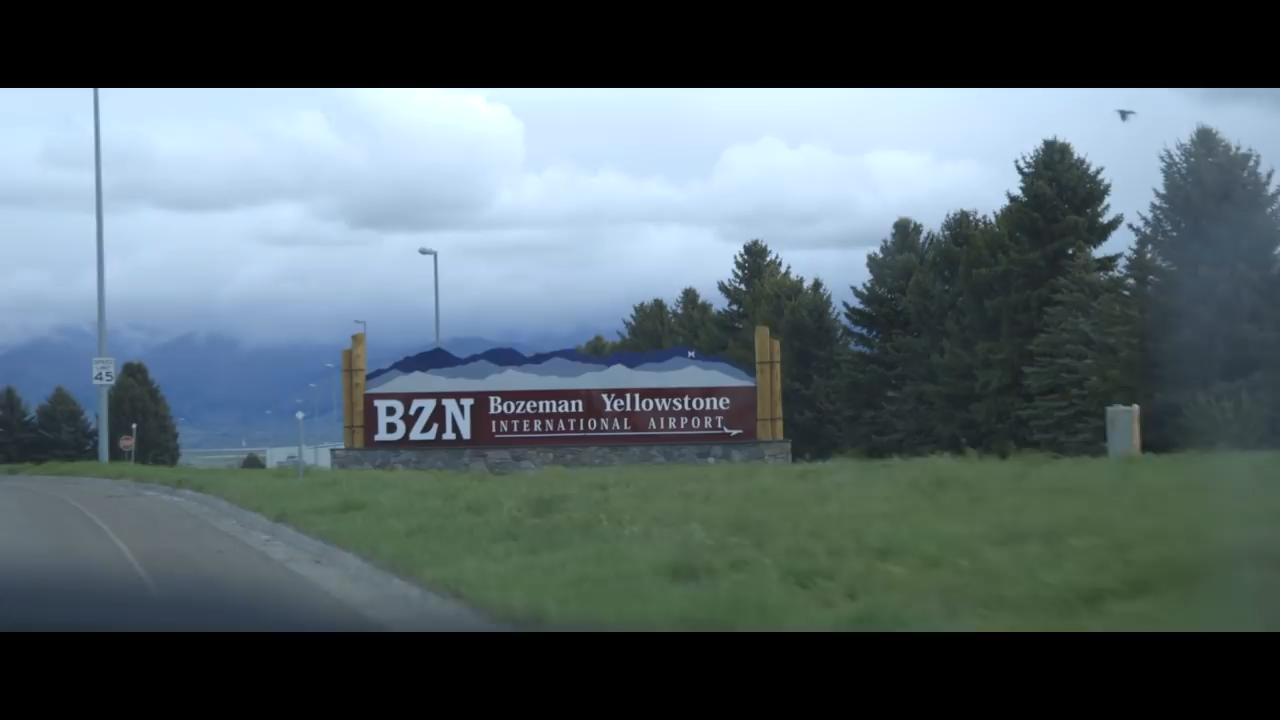 SPEED
LIMIT
45
BZN
Bozeman Yellowstone
INTERNATIONAL AIRPORT